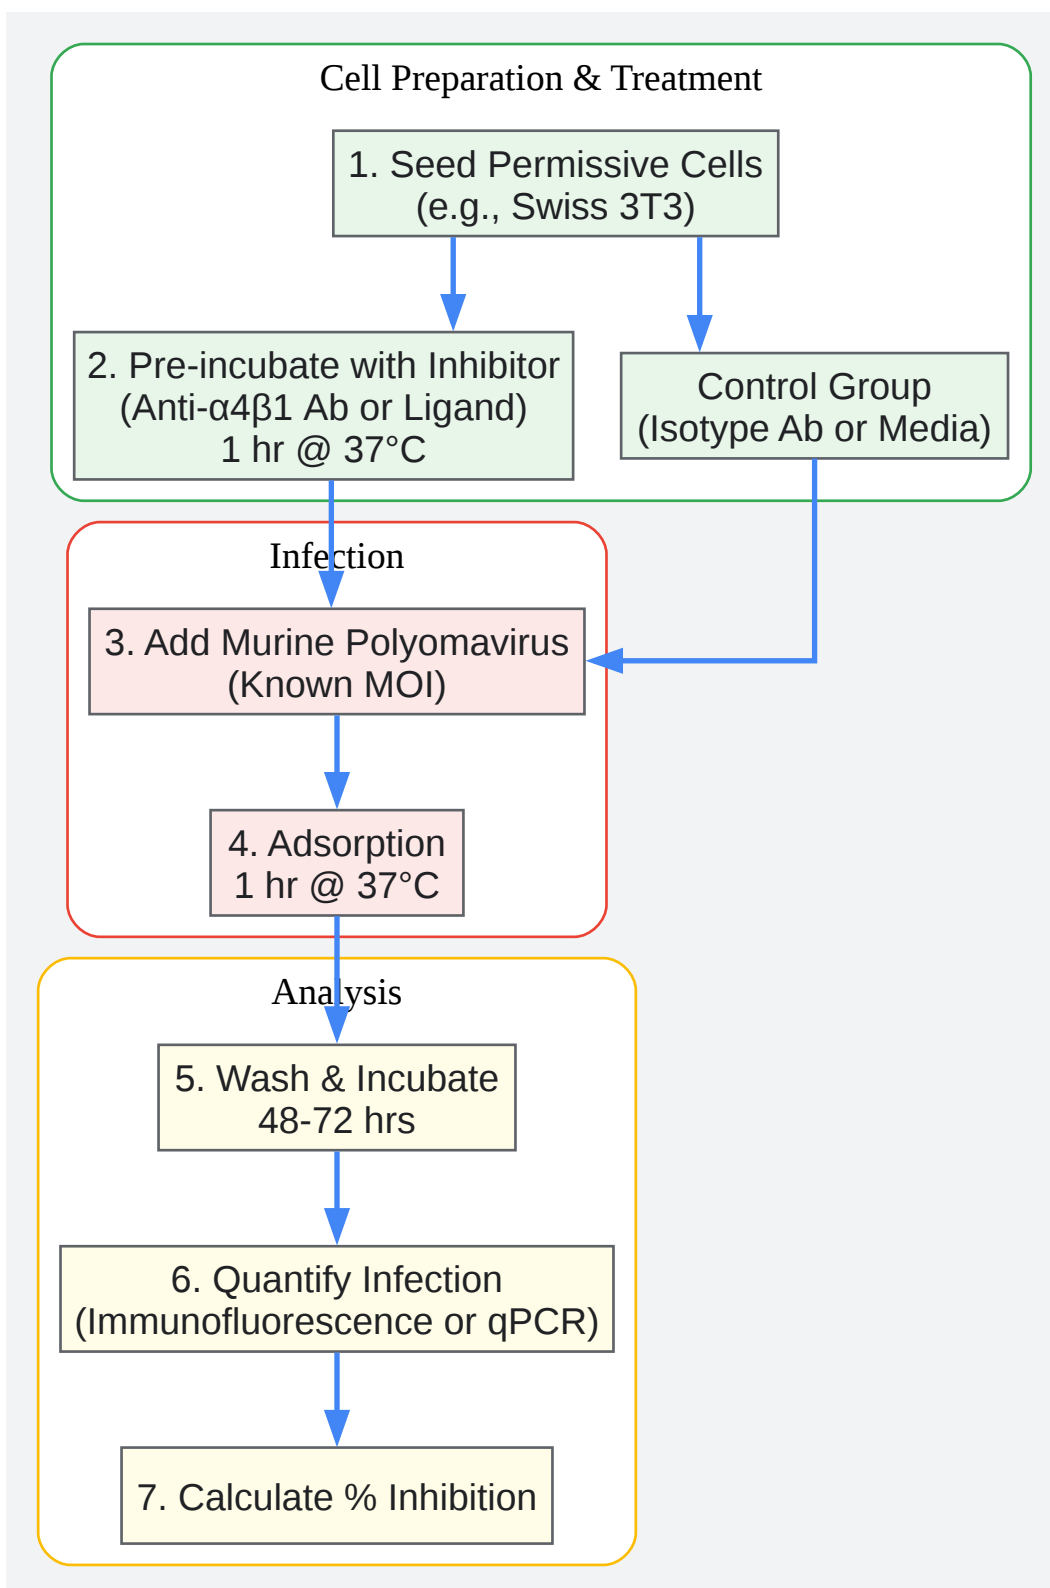 Cell Preparation & Treatment
1. Seed Permissive Cells
(e.g., Swiss 3T3)
2. Pre-incubate with Inhibitor
(Anti-α4β1 Ab or Ligand)
1 hr @ 37°C
Control Group
(Isotype Ab or Media)
Infection
3. Add Murine Polyomavirus
(Known MOI)
4. Adsorption
1 hr @ 37°C
Analysis
5. Wash & Incubate
48-72 hrs
6. Quantify Infection
(Immunofluorescence or qPCR)
7. Calculate % Inhibition